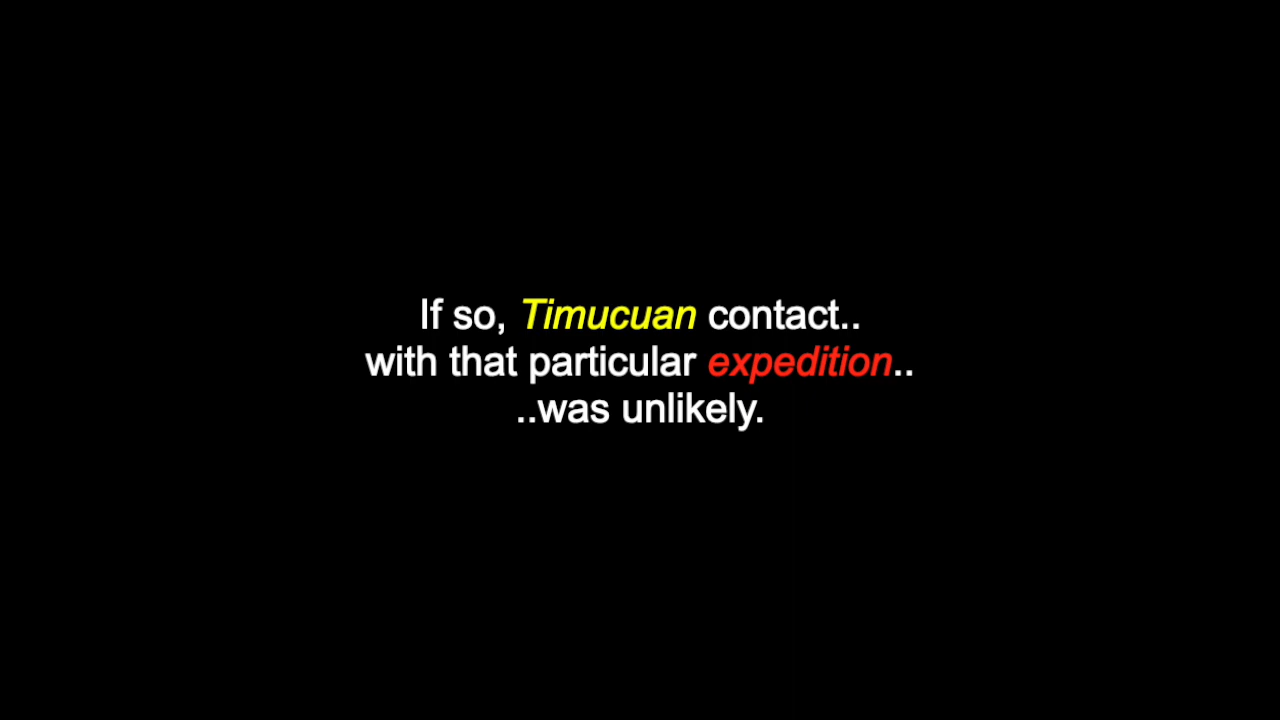 If so, Timucuan contact..
with that particular expedition..
..was unlikely.